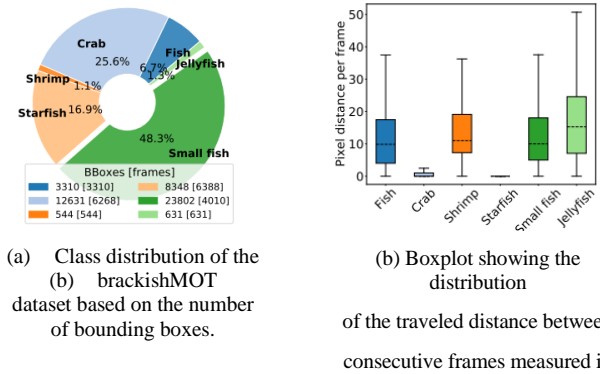 Crab
25.6%
Fish
6.7%
Jellyfish
1.3%
Shrimp
1.1%
Starfish
16.9%
48.3%
Small fish
BBoxes [frames]
3310 [3310]
8348 [6388]
12631 [6268]
23802 [4010]
544 [544]
631 [631]
(a) Class distribution of the
(b) brackishMOT
dataset based on the number
of bounding boxes.
Pixel distance per frame
50
40
30
20
10
0
Fish
Crab
Shrimp
Starfish
Small fish
Jellyfish
(b) Boxplot showing the
distribution
of the traveled distance betwee
consecutive frames measured i